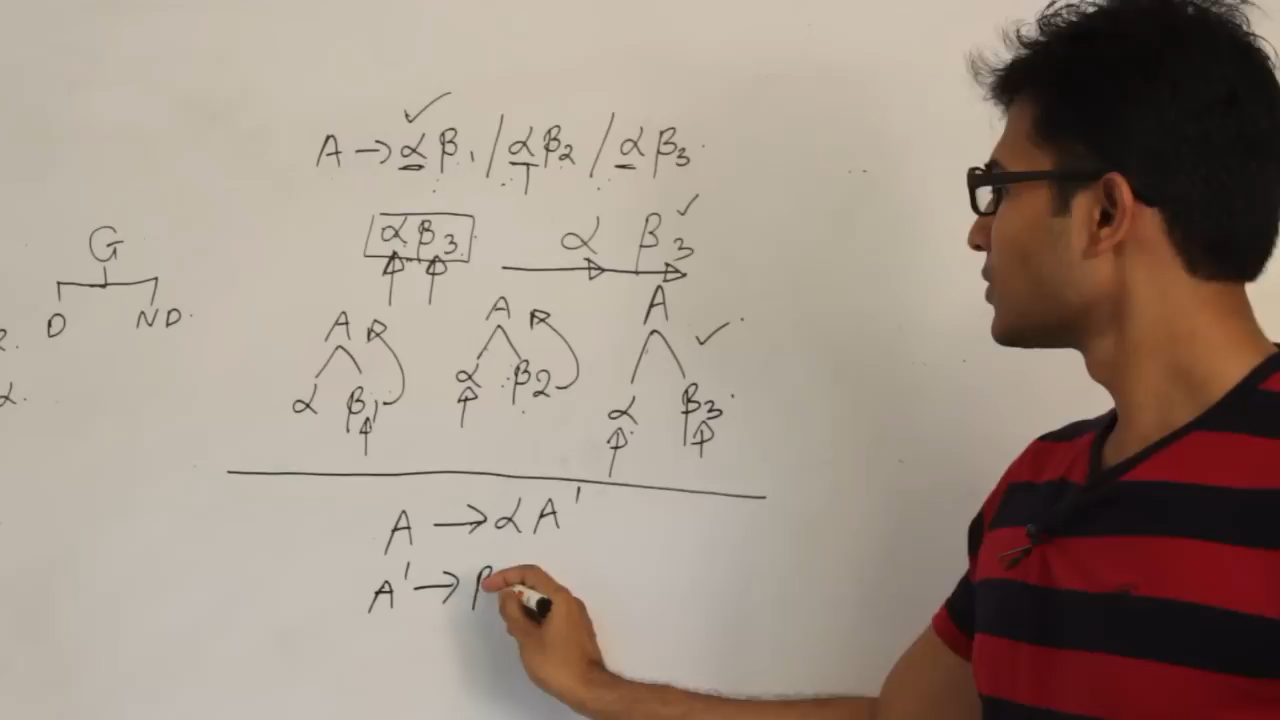 A → αβ1 / αβ2 / αβ3
αβ3 α β3
G
D ND
A A A
α β1 α β2 α β3
α.
A → αA'
A' → β